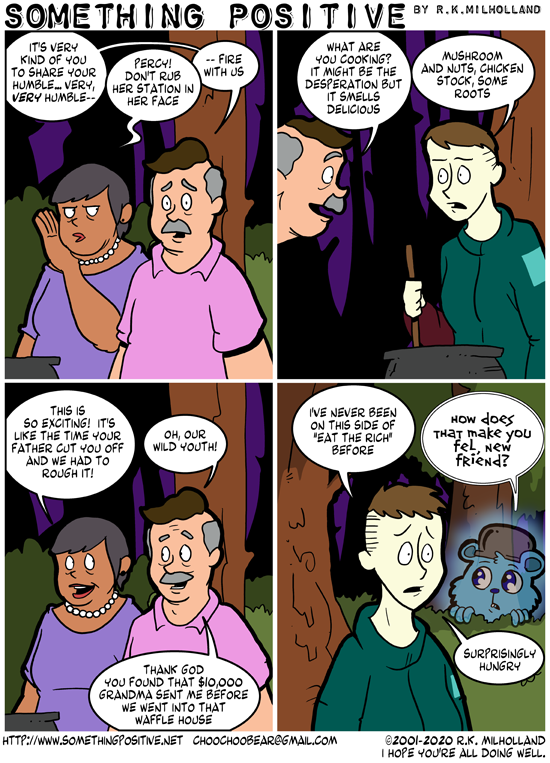 SOMETHING POSITIVE BY R.K.MILHOLLAND
IT'S VERY
KIND OF YOU
TO SHARE YOUR
HUMBLE... VERY,
VERY HUMBLE--
PERCY!
DON'T RUB
HER STATION IN
HER FACE
-- FIRE
WITH US
WHAT ARE
YOU COOKING?
IT MIGHT BE THE
DESPERATION BUT
IT SMELLS
DELICIOUS
MUSHROOM
AND NUTS, CHICKEN
STOCK, SOME
ROOTS
THIS IS
SO EXCITING! IT'S
LIKE THE TIME YOUR
FATHER CUT YOU OFF
AND WE HAD TO
ROUGH IT!
OH, OUR
WILD YOUTH!
THANK GOD
YOU FOUND THAT $10,000
GRANDMA SENT ME BEFORE
WE WENT INTO THAT
WAFFLE HOUSE
I'VE NEVER BEEN
ON THIS SIDE OF
"EAT THE RICH"
BEFORE
HOW DOES
THAT MAKE YOU
FEL, NEW
FRIEND?
SURPRISINGLY
HUNGRY
HTTP://WWW.SOMETHINGPOSITIVE.NET CHOOCHOOBEAR@GMAIL.COM
©2001-2020 R.K. MILHOLLAND
I HOPE YOU'RE ALL DOING WELL.